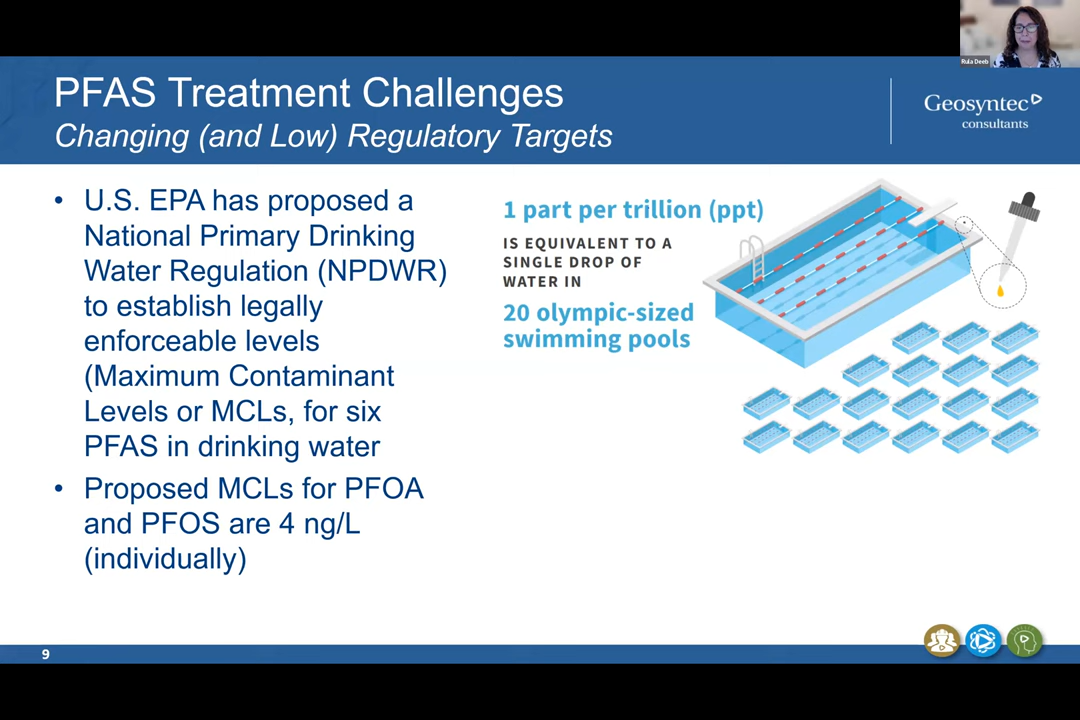 Rula Deeb
PFAS Treatment Challenges
Changing (and Low) Regulatory Targets
Geosyntec
consultants
• U.S. EPA has proposed a
National Primary Drinking
Water Regulation (NPDWR)
to establish legally
enforceable levels
(Maximum Contaminant
Levels or MCLs, for six
PFAS in drinking water
• Proposed MCLs for PFOA
and PFOS are 4 ng/L
(individually)
1 part per trillion (ppt)
IS EQUIVALENT TO A
SINGLE DROP OF
WATER IN
20 olympic-sized
swimming pools
9